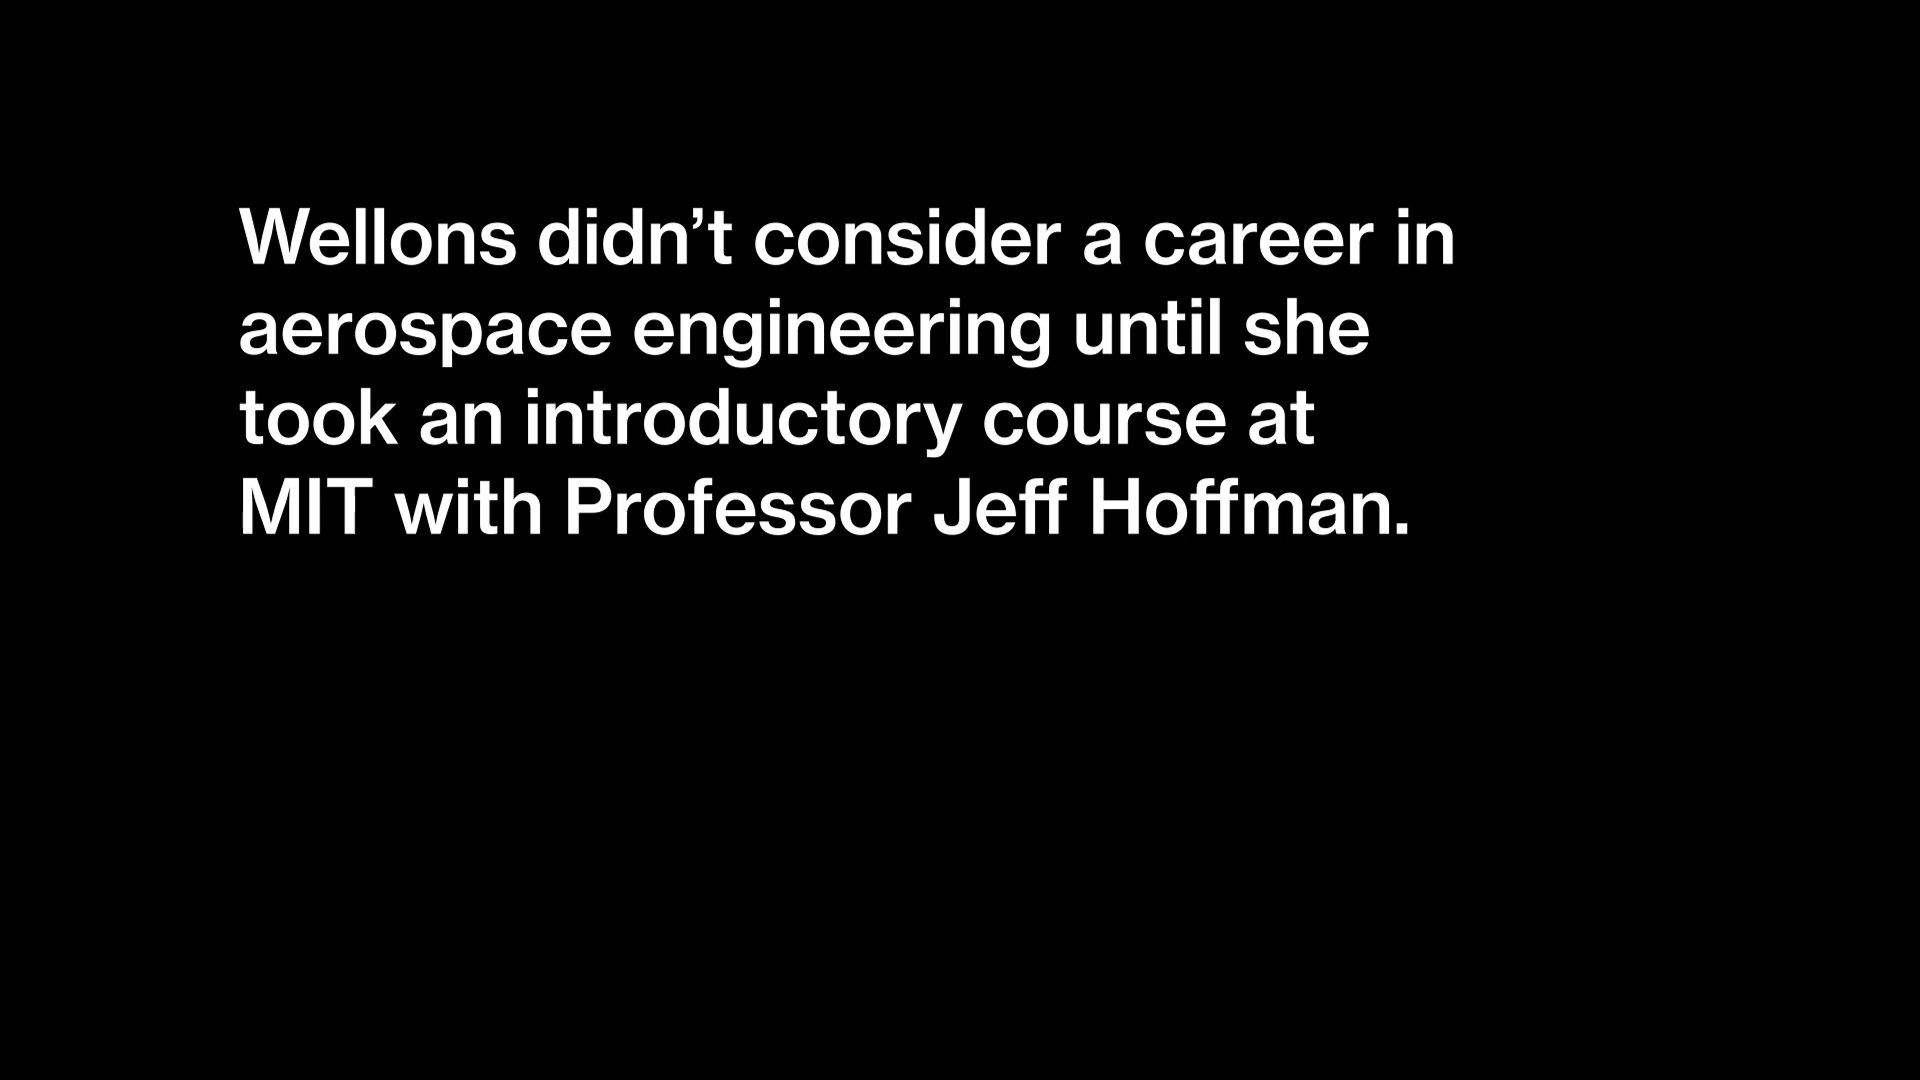 Wellons didn’t consider a career in
aerospace engineering until she
took an introductory course at
MIT with Professor Jeff Hoffman.